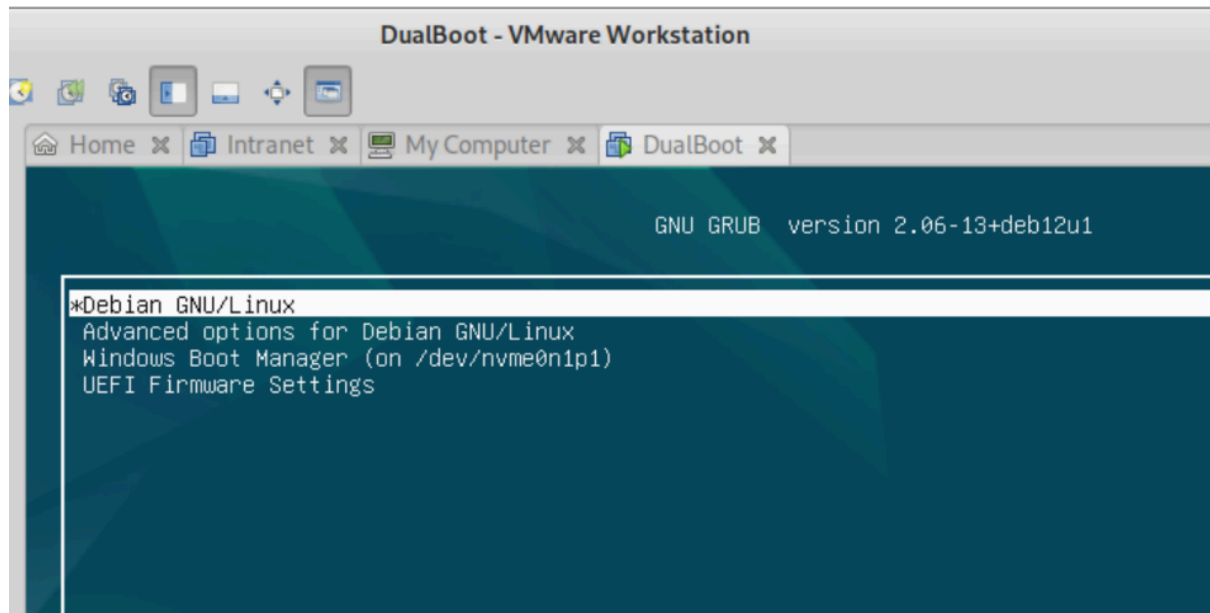 DualBoot - VMware Workstation
Home Intranet My Computer DualBoot
GNU GRUB version 2.06-13+deb12u1
*Debian GNU/Linux
Advanced options for Debian GNU/Linux
Windows Boot Manager (on /dev/nvme0n1p1)
UEFI Firmware Settings